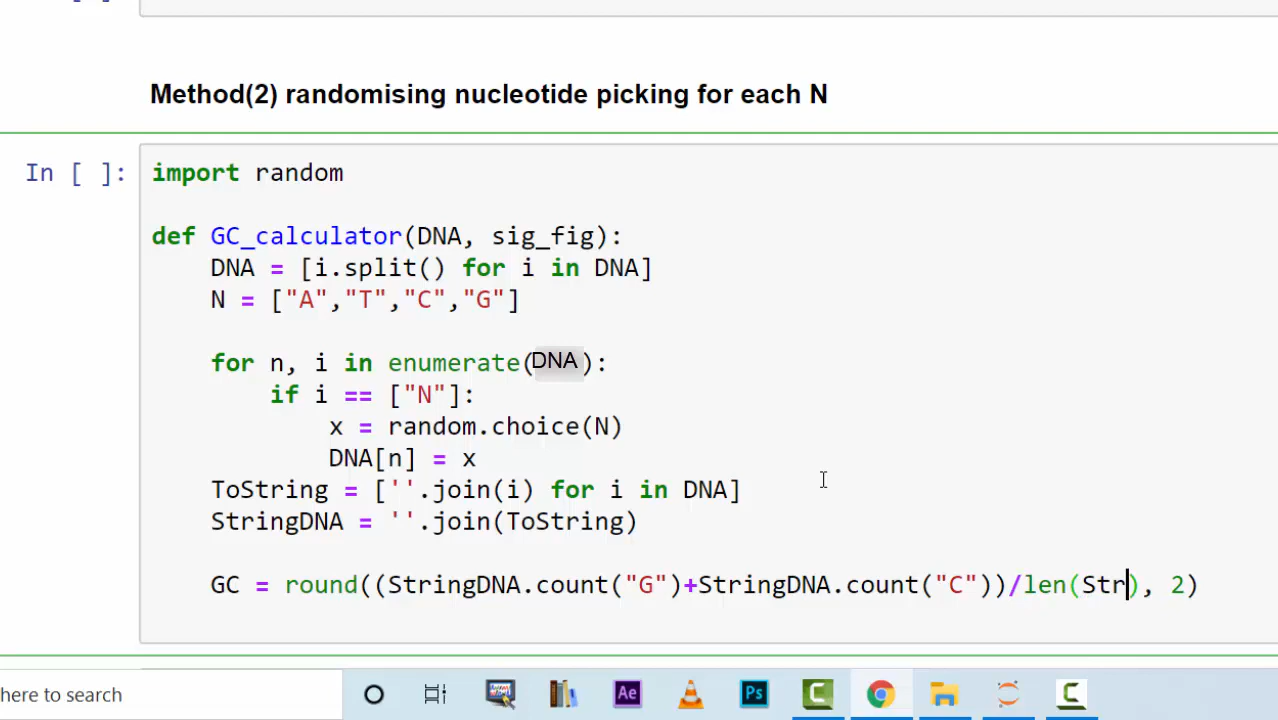 Method(2) randomising nucleotide picking for each N
In [ ]:
import random
def GC_calculator(DNA, sig_fig):
DNA = [i.split() for i in DNA]
N = ["A","T","C","G"]
for n, i in enumerate(DNA):
if i == ["N"]:
x = random.choice(N)
DNA[n] = x
ToString = [''.join(i) for i in DNA]
StringDNA = ''.join(ToString)
GC = round((StringDNA.count("G")+StringDNA.count("C"))/len(Str), 2)
here to search
Ae
Ps
C
C